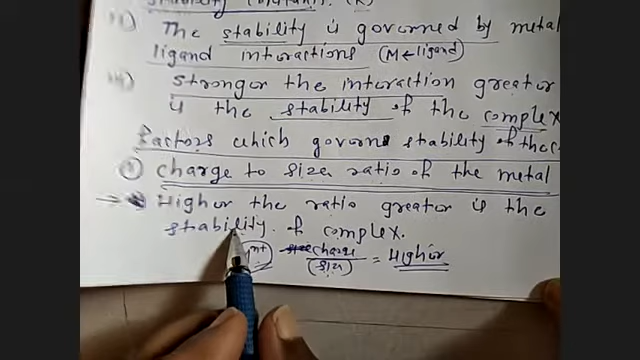 stability constant. (K)
ii) The stability is governed by metal
ligand interactions (M←ligand)
iii) Stronger the interaction greater
is the stability of the complex
Factors which governs stability of the c
① charge to size ratio of the metal
→ Higher the ratio greater is the
stability of complex.
m+ charge
(size) = Higher